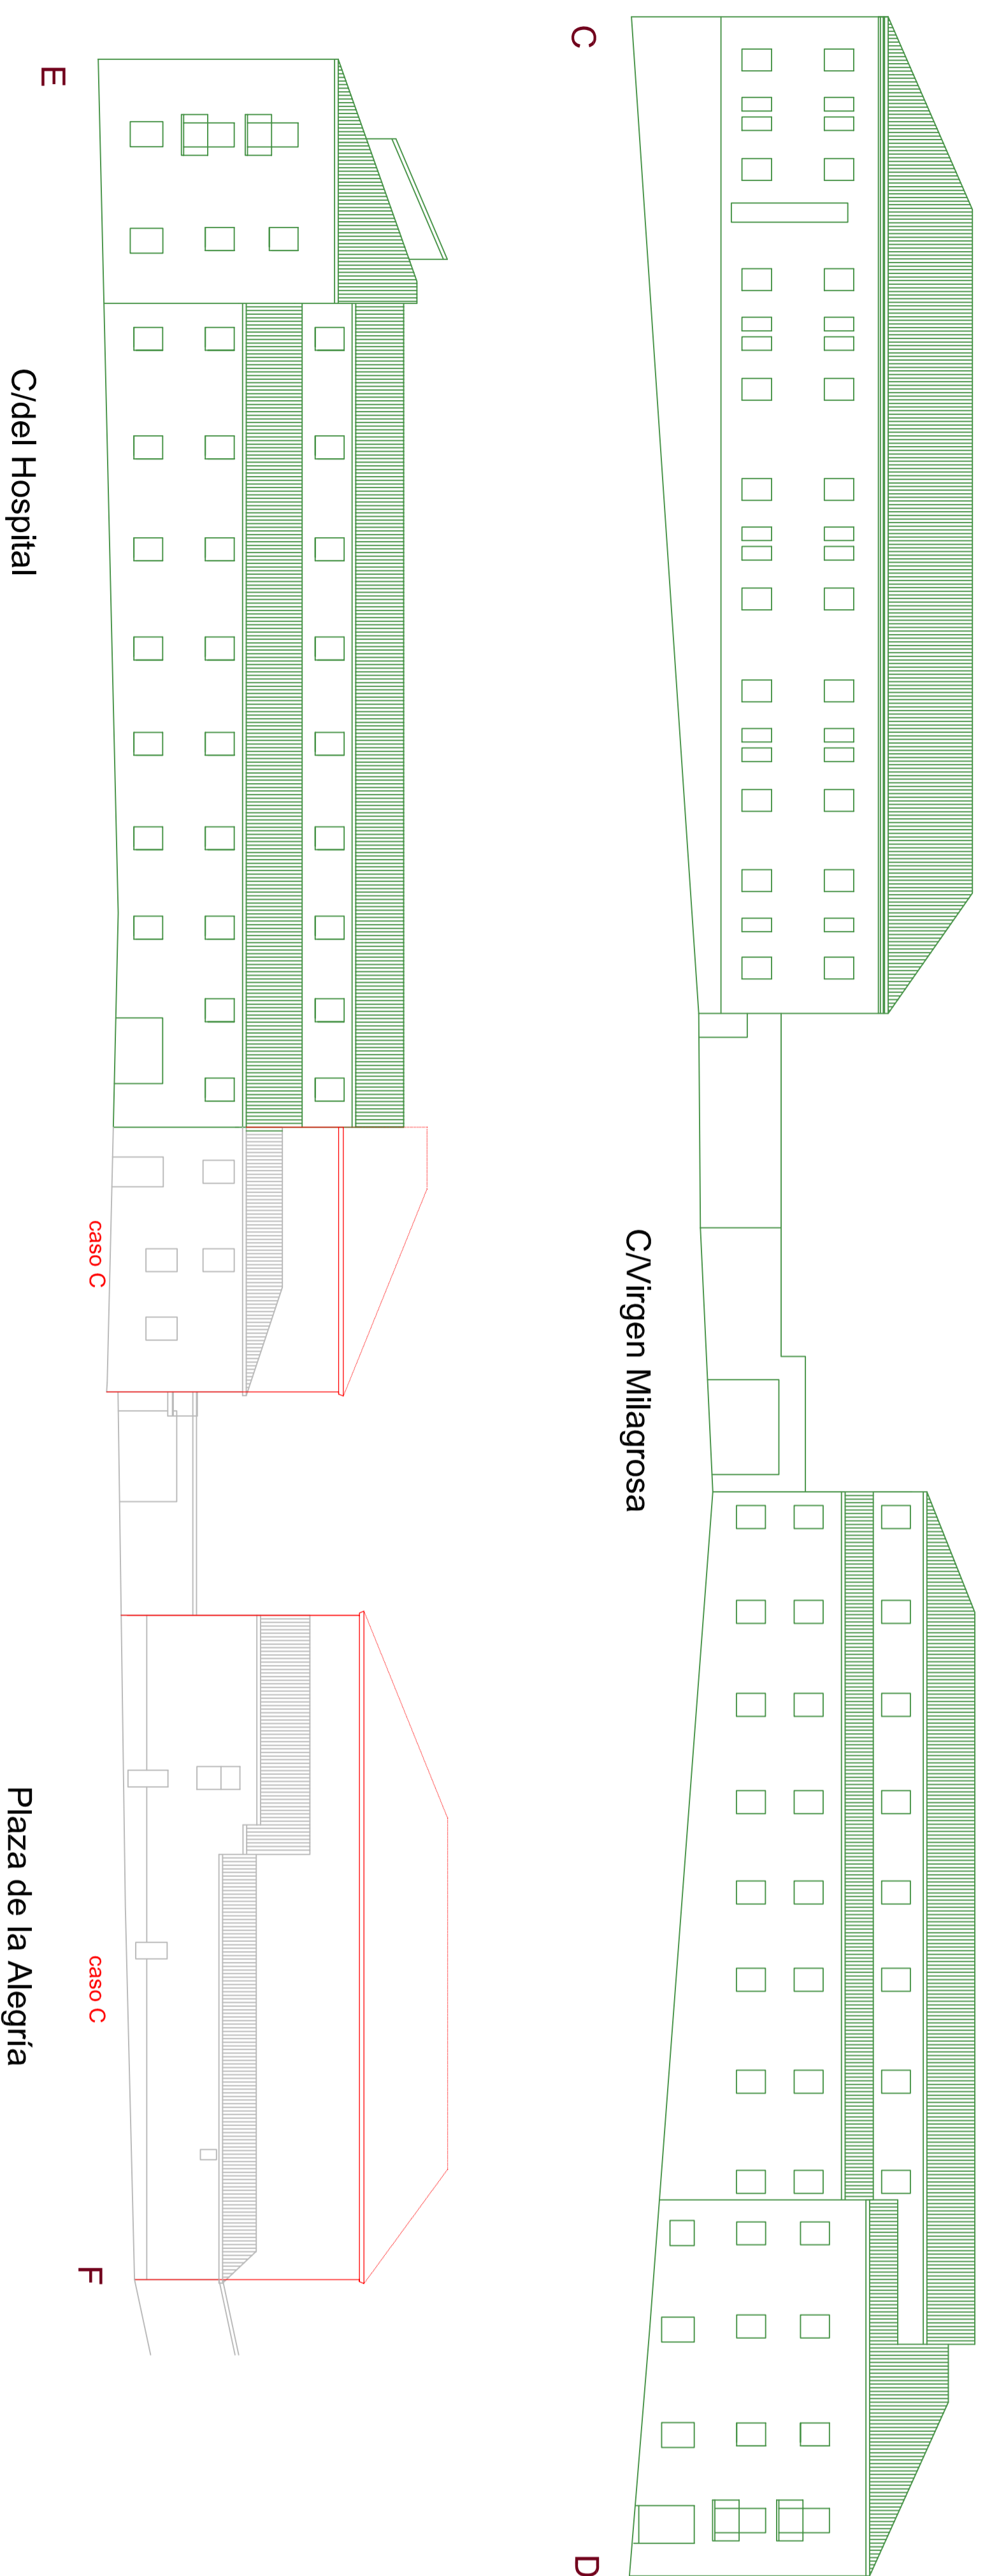 C
C/Virgen Milagrosa
D
E
C/del Hospital
caso C
caso C
Plaza de la Alegría
F